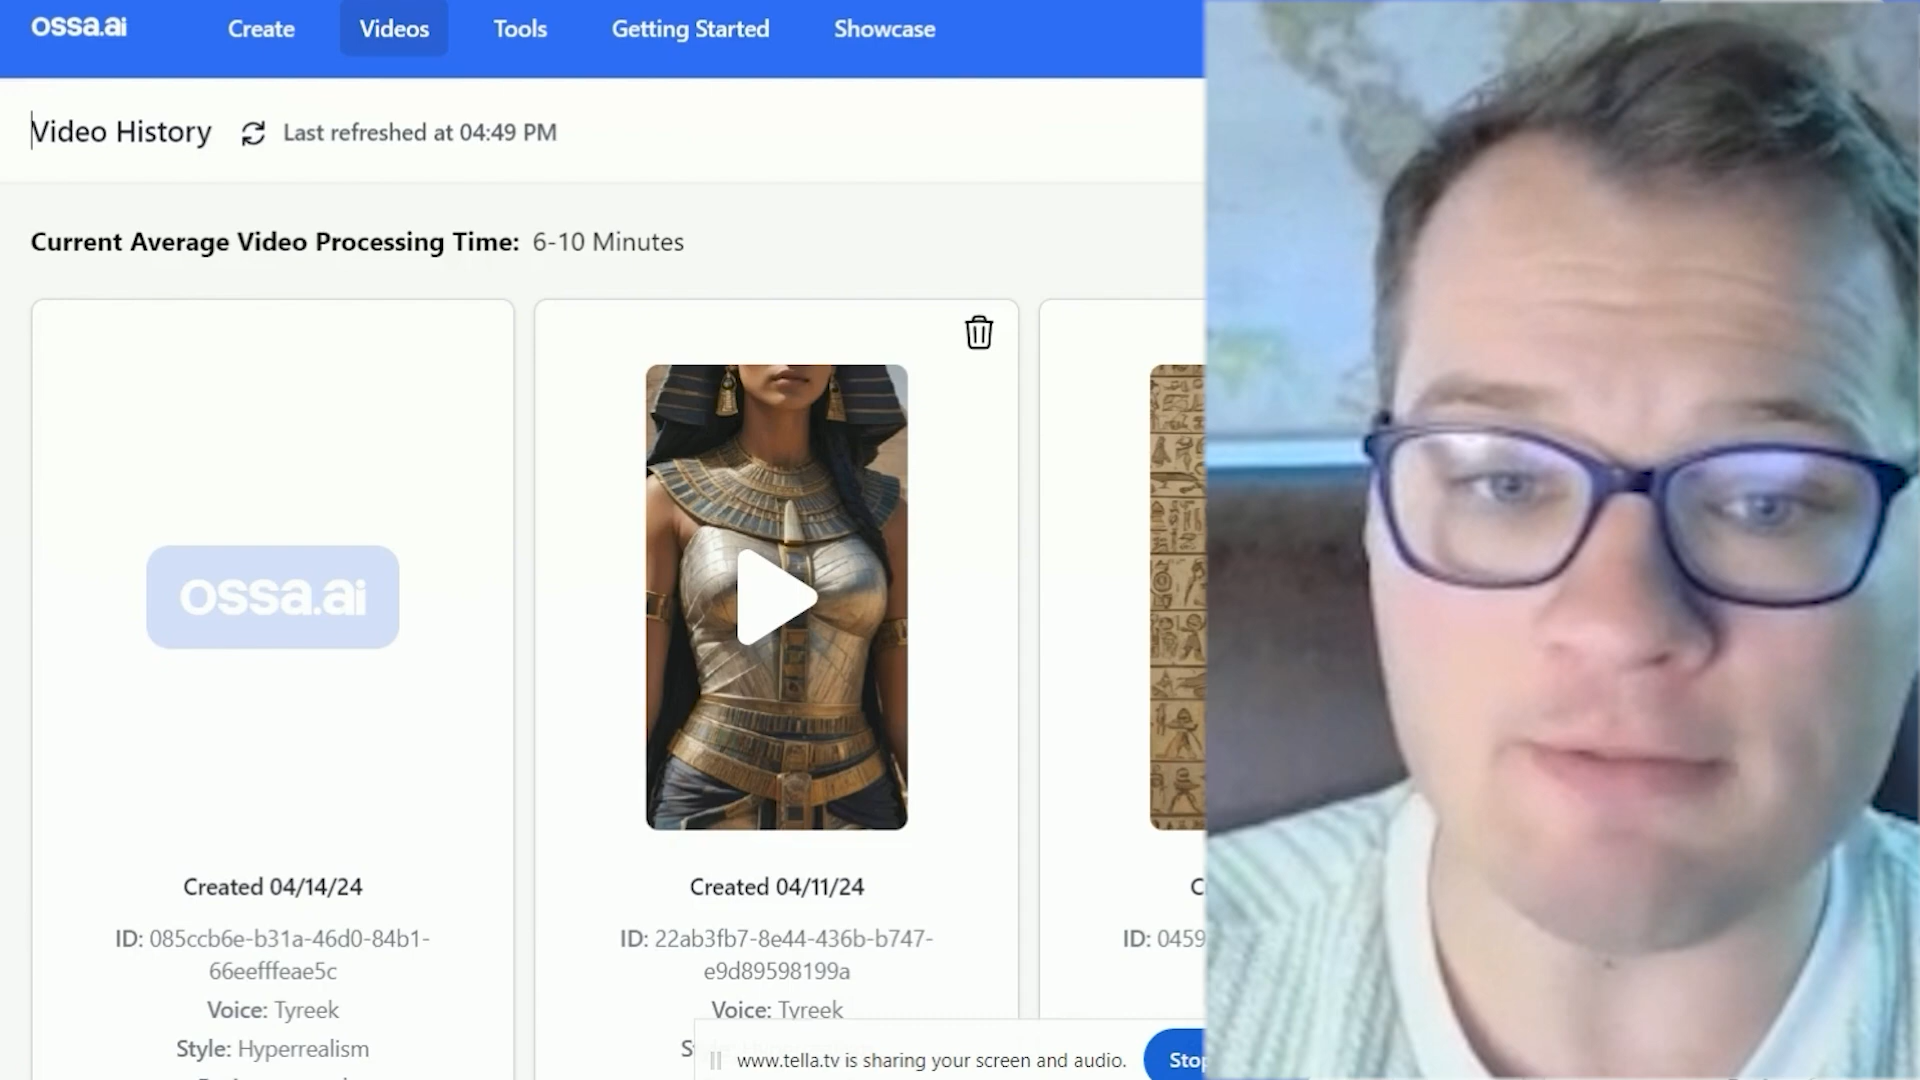 ossa.ai Create Videos Tools Getting Started Showcase
Video History Last refreshed at 04:49 PM
Current Average Video Processing Time: 6-10 Minutes
ossa.ai
Created 04/14/24
ID: 085ccb6e-b31a-46d0-84b1-
66eefffeae5c
Voice: Tyreek
Style: Hyperrealism
Created 04/11/24
ID: 22ab3fb7-8e44-436b-b747-
e9d89598199a
Voice: Tyreek
ID: 0459
www.tella.tv is sharing your screen and audio.
Stop